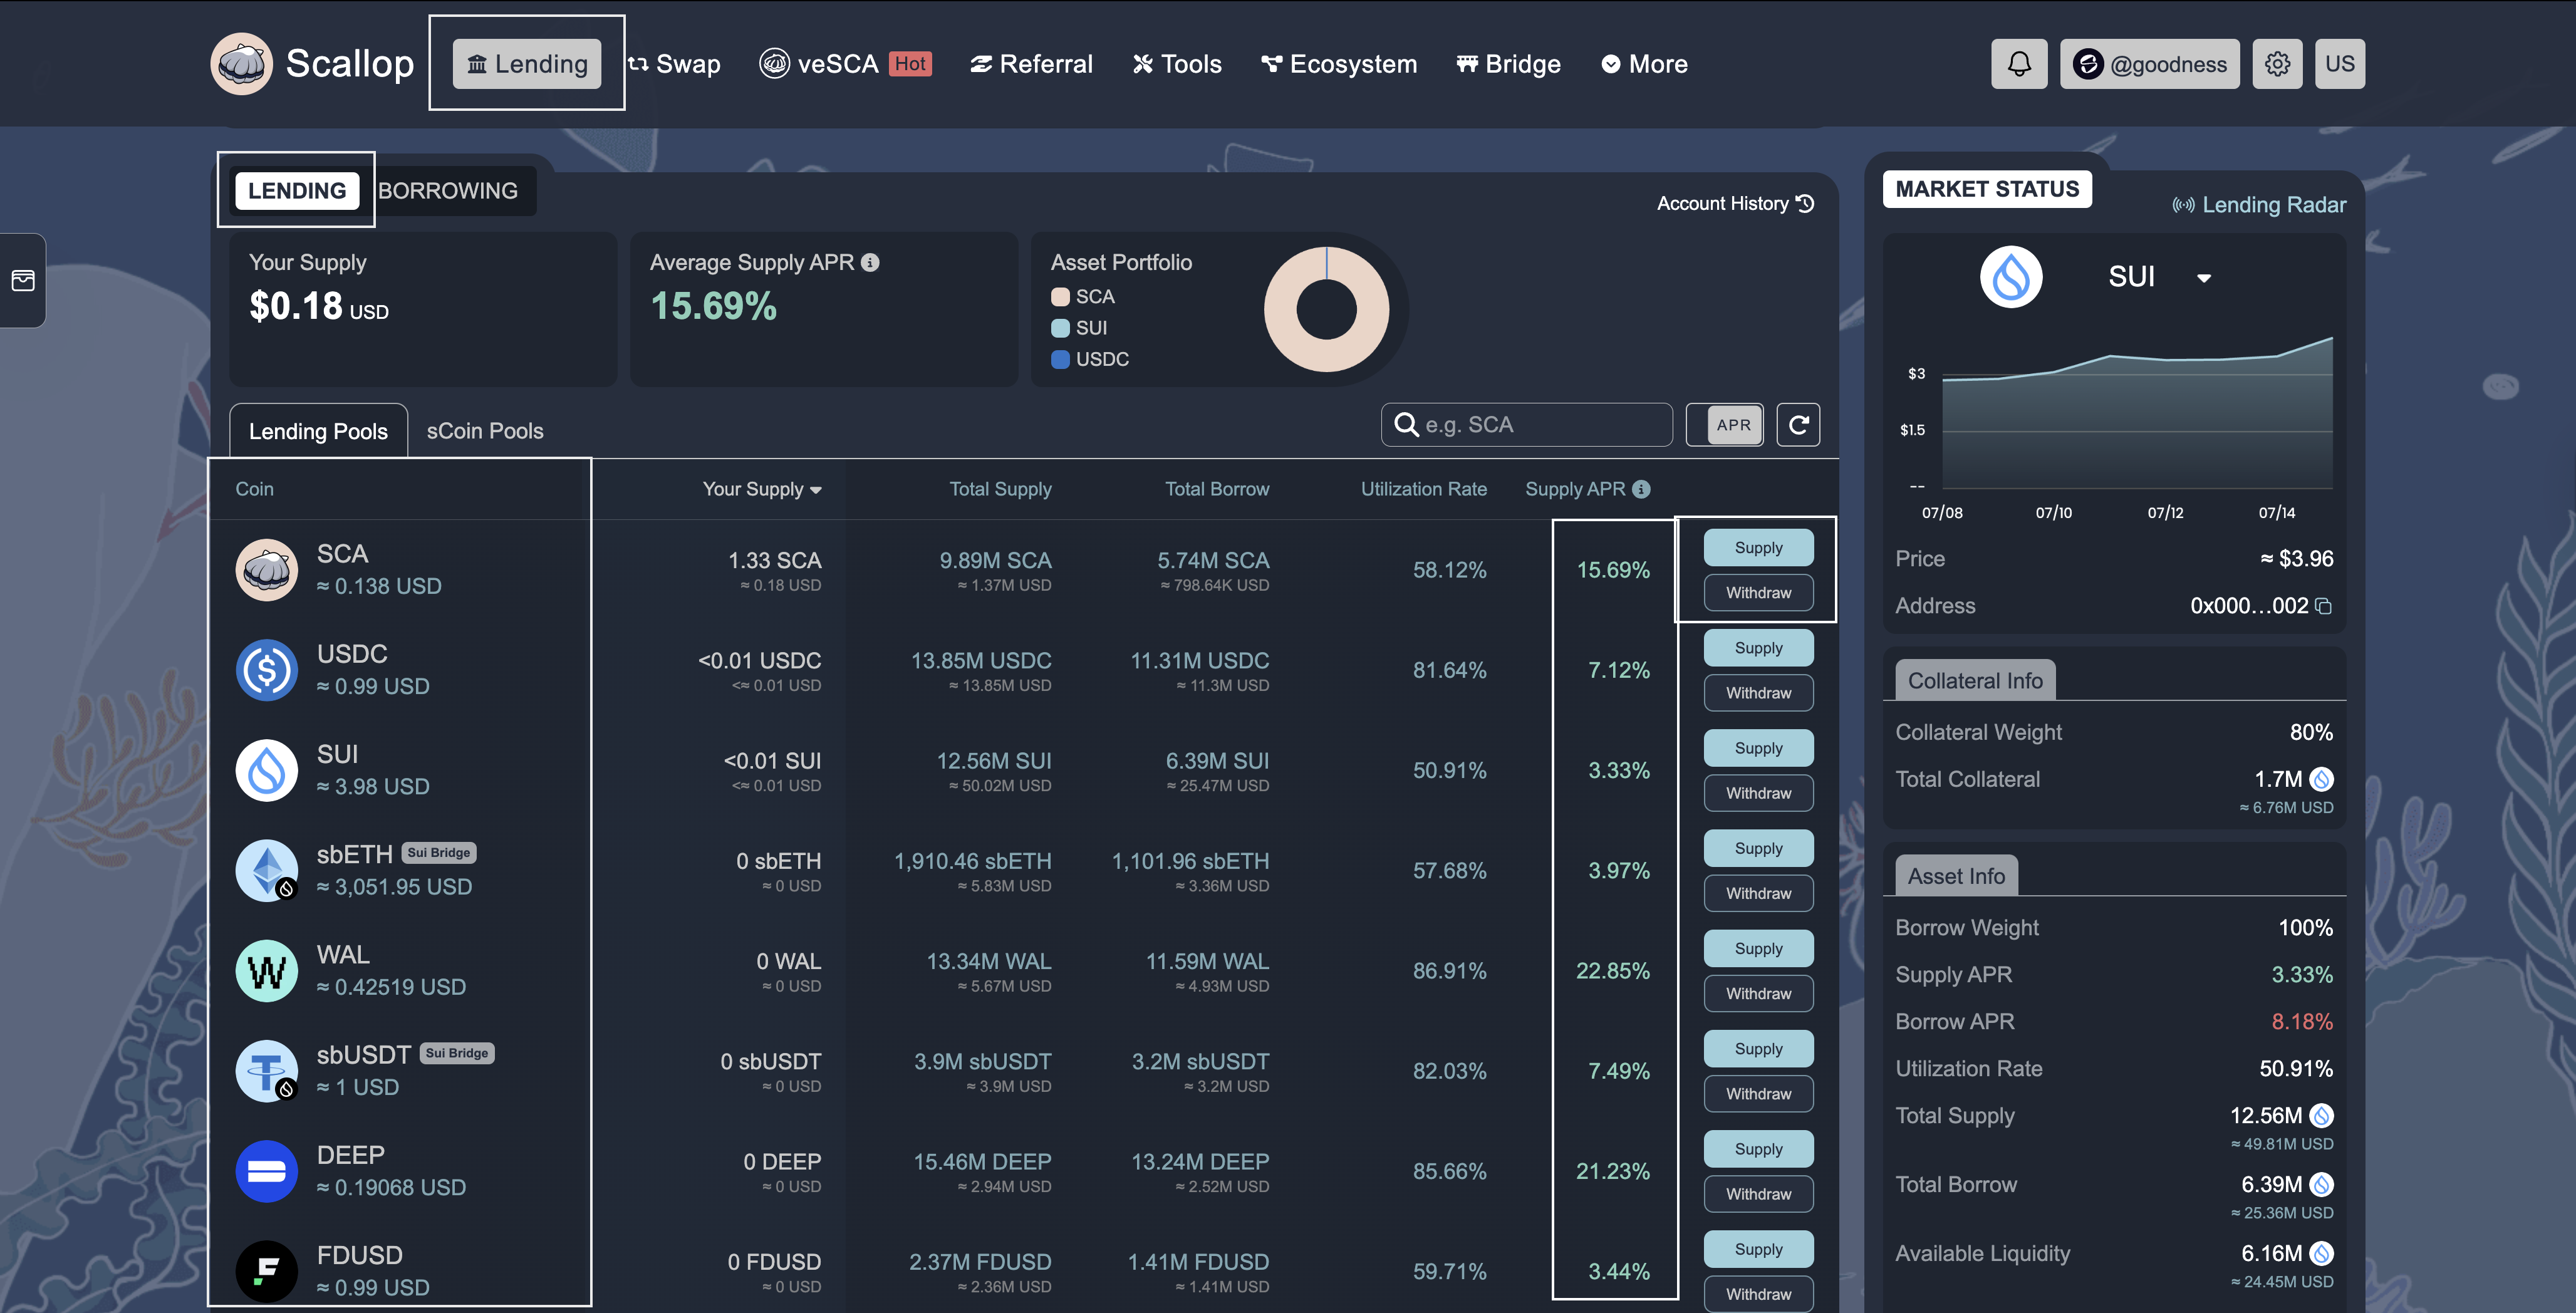 Scallop
Lending
Swap
veSCA Hot
Referral
Tools
Ecosystem
Bridge
More
@goodness
US
LENDING
BORROWING
Account History
Your Supply
$0.18 USD
Average Supply APR
15.69%
Asset Portfolio
SCA
SUI
USDC
Lending Pools
sCoin Pools
e.g. SCA
APR
Coin Your Supply Total Supply Total Borrow Utilization Rate Supply APR
SCA 1.33 SCA 9.89M SCA 5.74M SCA 58.12% 15.69% Supply
≈ 0.138 USD ≈ 0.18 USD ≈ 1.37M USD ≈ 798.64K USD Withdraw
USDC <0.01 USDC 13.85M USDC 11.31M USDC 81.64% 7.12% Supply
≈ 0.99 USD <≈ 0.01 USD ≈ 13.85M USD ≈ 11.3M USD Withdraw
SUI <0.01 SUI 12.56M SUI 6.39M SUI 50.91% 3.33% Supply
≈ 3.98 USD <≈ 0.01 USD ≈ 50.02M USD ≈ 25.47M USD Withdraw
sbETH Sui Bridge 0 sbETH 1,910.46 sbETH 1,101.96 sbETH 57.68% 3.97% Supply
≈ 3,051.95 USD ≈ 0 USD ≈ 5.83M USD ≈ 3.36M USD Withdraw
WAL 0 WAL 13.34M WAL 11.59M WAL 86.91% 22.85% Supply
≈ 0.42519 USD ≈ 0 USD ≈ 5.67M USD ≈ 4.93M USD Withdraw
sbUSDT Sui Bridge 0 sbUSDT 3.9M sbUSDT 3.2M sbUSDT 82.03% 7.49% Supply
≈ 1 USD ≈ 0 USD ≈ 3.9M USD ≈ 3.2M USD Withdraw
DEEP 0 DEEP 15.46M DEEP 13.24M DEEP 85.66% 21.23% Supply
≈ 0.19068 USD ≈ 0 USD ≈ 2.94M USD ≈ 2.52M USD Withdraw
FDUSD 0 FDUSD 2.37M FDUSD 1.41M FDUSD 59.71% 3.44% Supply
≈ 0.99 USD ≈ 0 USD ≈ 2.36M USD ≈ 1.41M USD Withdraw
MARKET STATUS
Lending Radar
SUI
$3
$1.5
--
07/08 07/10 07/12 07/14
Price ≈ $3.96
Address 0x000...002
Collateral Info
Collateral Weight 80%
Total Collateral 1.7M
≈ 6.76M USD
Asset Info
Borrow Weight 100%
Supply APR 3.33%
Borrow APR 8.18%
Utilization Rate 50.91%
Total Supply 12.56M
≈ 49.81M USD
Total Borrow 6.39M
≈ 25.36M USD
Available Liquidity 6.16M
≈ 24.45M USD